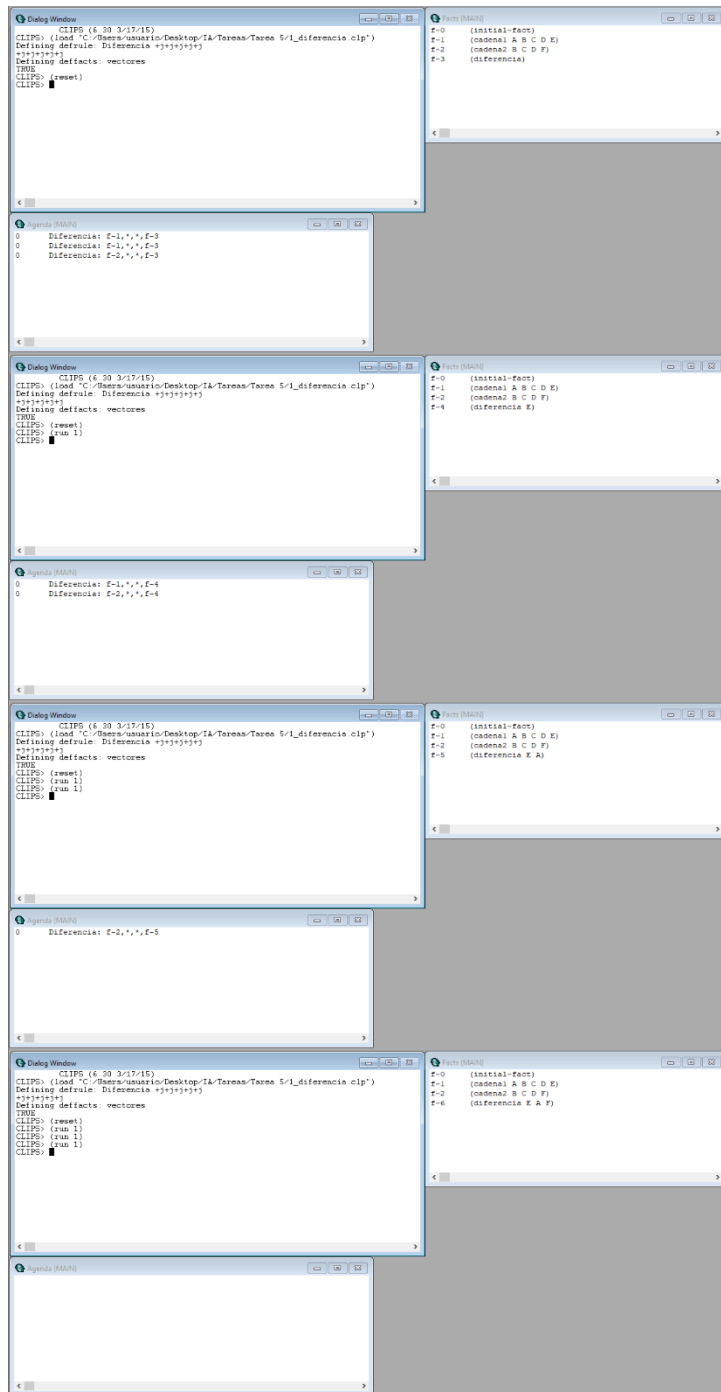 Dialog Window
CLIPS (6.30 3/17/15)
CLIPS> (load "C:/Users/usuario/Desktop/IA/Tareas/Tarea 5/1_diferencia.clp")
Defining defrule: Diferencia +j+j+j+j+j
+j+j+j+j+j
Defining deffacts: vectores
TRUE
CLIPS> (reset)
CLIPS>
Facts (MAIN)
f-0 (initial-fact)
f-1 (cadena1 A B C D E)
f-2 (cadena2 B C D F)
f-3 (diferencia)
Agenda (MAIN)
0 Diferencia: f-1,*,*,f-3
0 Diferencia: f-1,*,*,f-3
0 Diferencia: f-2,*,*,f-3
Dialog Window
CLIPS (6.30 3/17/15)
CLIPS> (load "C:/Users/usuario/Desktop/IA/Tareas/Tarea 5/1_diferencia.clp")
Defining defrule: Diferencia +j+j+j+j+j
+j+j+j+j+j
Defining deffacts: vectores
TRUE
CLIPS> (reset)
CLIPS> (run 1)
CLIPS>
Facts (MAIN)
f-0 (initial-fact)
f-1 (cadena1 A B C D E)
f-2 (cadena2 B C D F)
f-4 (diferencia E)
Agenda (MAIN)
0 Diferencia: f-1,*,*,f-4
0 Diferencia: f-2,*,*,f-4
Dialog Window
CLIPS (6.30 3/17/15)
CLIPS> (load "C:/Users/usuario/Desktop/IA/Tareas/Tarea 5/1_diferencia.clp")
Defining defrule: Diferencia +j+j+j+j+j
+j+j+j+j+j
Defining deffacts: vectores
TRUE
CLIPS> (reset)
CLIPS> (run 1)
CLIPS> (run 1)
CLIPS>
Facts (MAIN)
f-0 (initial-fact)
f-1 (cadena1 A B C D E)
f-2 (cadena2 B C D F)
f-5 (diferencia E A)
Agenda (MAIN)
0 Diferencia: f-2,*,*,f-5
Dialog Window
CLIPS (6.30 3/17/15)
CLIPS> (load "C:/Users/usuario/Desktop/IA/Tareas/Tarea 5/1_diferencia.clp")
Defining defrule: Diferencia +j+j+j+j+j
+j+j+j+j+j
Defining deffacts: vectores
TRUE
CLIPS> (reset)
CLIPS> (run 1)
CLIPS> (run 1)
CLIPS> (run 1)
CLIPS>
Facts (MAIN)
f-0 (initial-fact)
f-1 (cadena1 A B C D E)
f-2 (cadena2 B C D F)
f-6 (diferencia E A F)
Agenda (MAIN)